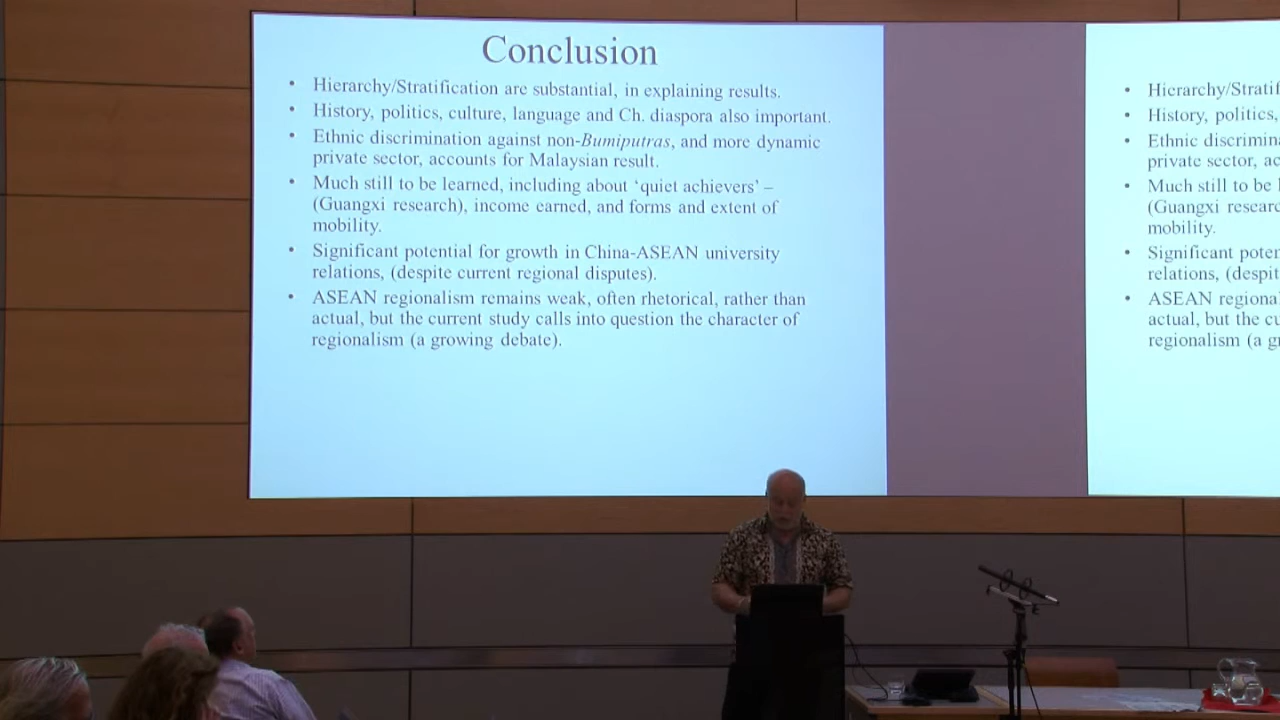 Conclusion
• Hierarchy/Stratification are substantial, in explaining results.
• History, politics, culture, language and Ch. diaspora also important.
• Ethnic discrimination against non-Bumiputras, and more dynamic
private sector, accounts for Malaysian result.
• Much still to be learned, including about ‘quiet achievers’ –
(Guangxi research), income earned, and forms and extent of
mobility.
• Significant potential for growth in China-ASEAN university
relations, (despite current regional disputes).
• ASEAN regionalism remains weak, often rhetorical, rather than
actual, but the current study calls into question the character of
regionalism (a growing debate).
• Hierarchy/Stratif
• History, politics,
• Ethnic discrimina
private sector, ac
• Much still to be l
(Guangxi researc
mobility.
• Significant poten
relations, (despit
• ASEAN regional
actual, but the cu
regionalism (a gr